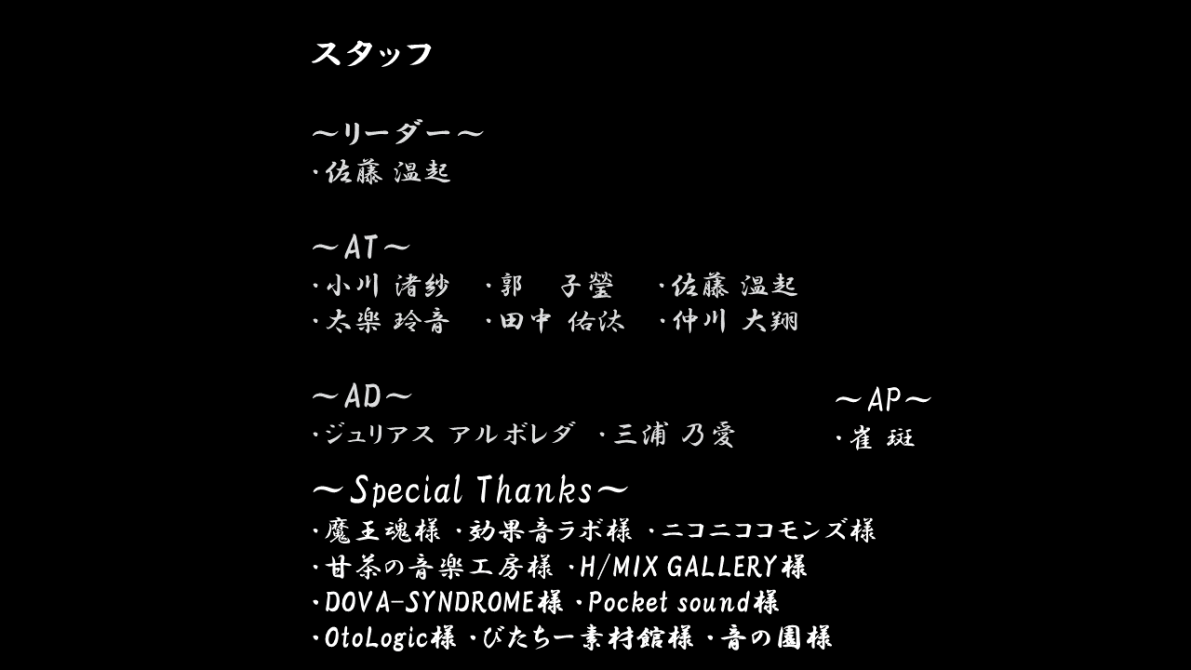 スタッフ
～リーダー～
・佐藤 温起
～AT～
・小川 渚紗 ・郭 子瑩 ・佐藤 温起
・太楽 玲音 ・田中 佑汰 ・仲川 大翔
～AD～
・ジュリアス アルボレダ ・三浦 乃愛
～AP～
・崔 斑
～Special Thanks～
・魔王魂様 ・効果音ラボ様 ・ニコニココモンズ様
・甘茶の音楽工房様 ・H/MIX GALLERY様
・DOVA-SYNDROME様 ・Pocket sound様
・OtoLogic様 ・びたちー素材館様 ・音の園様